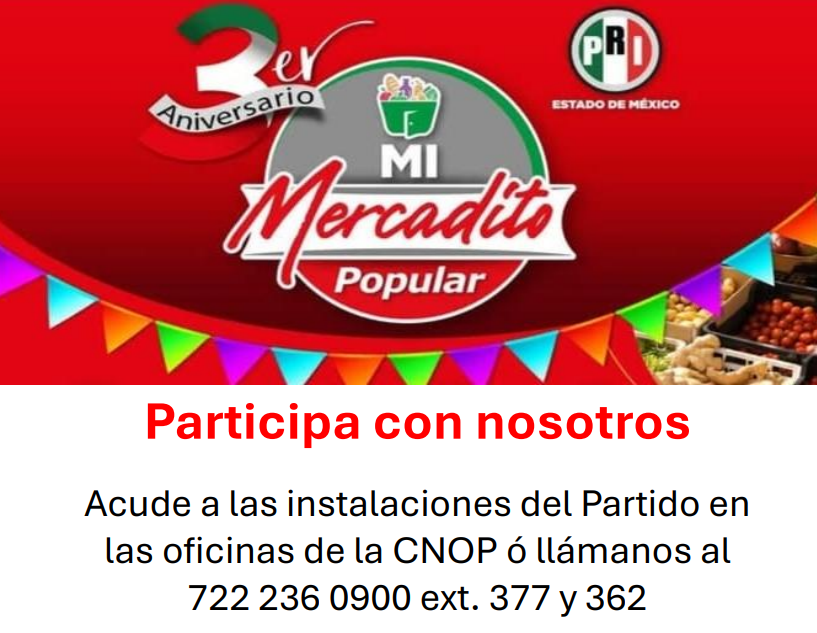 3er
Aniversario
PRI
ESTADO DE MÉXICO
MI
Mercadito
Popular
Participa con nosotros
Acude a las instalaciones del Partido en
las oficinas de la CNOP ó llámanos al
722 236 0900 ext. 377 y 362